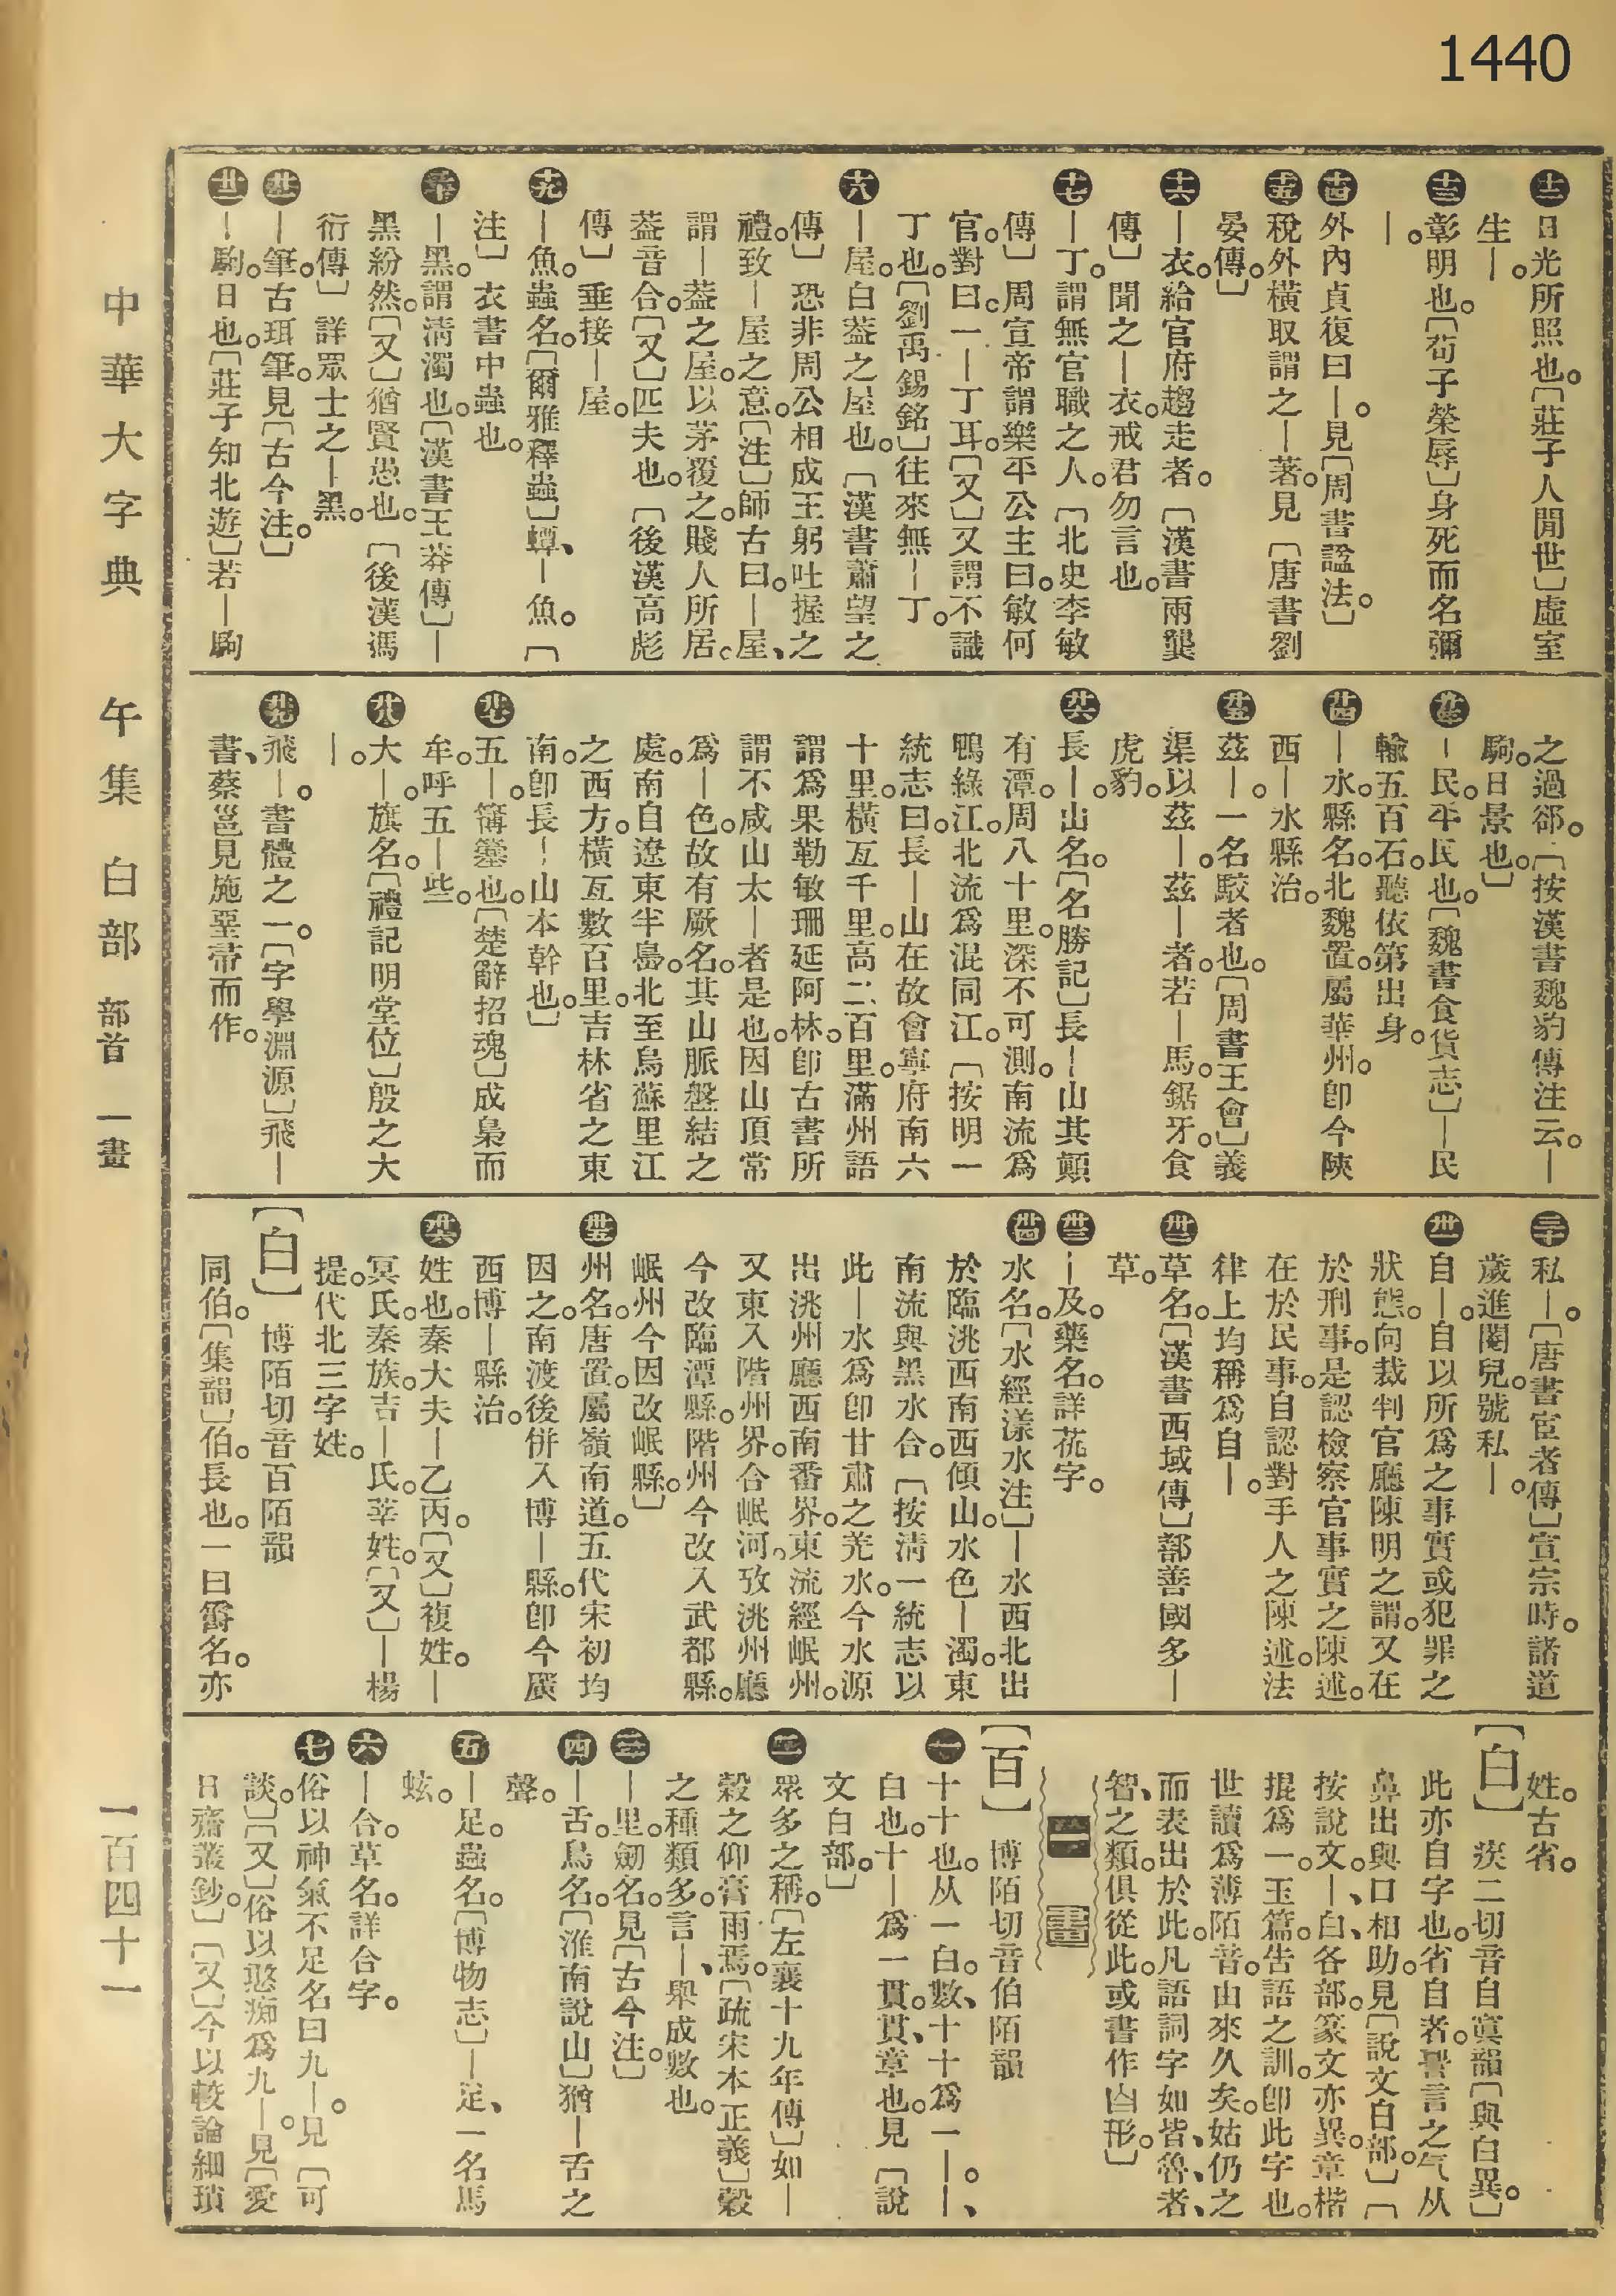 1440
十二日光所照也。〔莊子人閒世〕虛室
生—。
十三彰明也。〔荀子榮辱〕身死而名彌
—。
十四外內貞復曰—。見〔周書諡法。〕
十五稅外橫取謂之—著。見〔唐書劉
晏傳。〕
十六—衣。給官府趨走者。〔漢書兩龔
傳〕聞之—衣。戒君勿言也。
十七—丁。謂無官職之人。〔北史李敏
傳〕周宣帝謂樂平公主曰。敏何
官。對曰。一—丁耳。〔又〕又謂不識
丁也。〔劉禹錫銘〕往來無—丁。
十八—屋。白葢之屋也。〔漢書蕭望之
傳〕恐非周公相成王躬吐握之
禮。致—屋之意。〔注〕師古曰。—屋、
謂—葢之屋。以茅覆之。賤人所居。
葢音合。〔又〕匹夫也。〔後漢高彪
傳〕垂接—屋。
十九—魚。蟲名。〔爾雅釋蟲〕蟫、—魚。〔
注〕衣書中蟲也。
二十—黑。謂淸濁也。〔漢書王莽傳〕—
黑紛然。〔又〕猶賢愚也。〔後漢馮
衍傳〕詳眾士之—黑。
廿一—筆。古珥筆。見〔古今注。〕
廿二—駒。日也。〔莊子知北遊〕若—駒
之過郤。〔按漢書魏豹傳注云。—
駒。日景也。〕
廿三—民。平民也。〔魏書食貨志〕—民
輸五百石。聽依第出身。
廿四—水。縣名。北魏置。屬華州。卽今陝
西—水縣治。
廿五茲—。一名駮者也。〔周書王會〕義
渠以茲—。茲—者。若—馬。鋸牙。食
虎豹。
廿六長—。山名。〔名勝記〕長—山其顚
有潭。周八十里。深不可測。南流爲
鴨綠江。北流爲混同江。〔按明一
統志曰。長—山在故會寧府南六
十里。橫亙千里。高二百里。滿州語
謂爲果勒敏珊延阿林。卽古書所
謂不咸山太—者是也。因山頂常
爲—色。故有厥名。其山脈盤結之
處。南自遼東半島。北至烏蘇里江
之西方。橫亙數百里。吉林省之東
南、卽長—山本幹也。〕
廿七五—。簙簺也。〔楚辭招魂〕成梟而
牟。呼五—些。
廿八大—。旗名。〔禮記明堂位〕殷之大
—。
廿九飛—。書體之一。〔字學淵源〕飛—
書、蔡邕見施堊帚而作。
三十私—。〔唐書宦者傳〕宣宗時。諸道
歲進閹兒。號私—。
卅一自—。自以所爲之事實或犯罪之
狀態。向裁判官廳陳明之謂。又在
於刑事。是認檢察官事實之陳述。
在於民事。自認對手人之陳述。法
律上均稱爲自—。
卅二草名。〔漢書西域傳〕鄯善國多—
草。
卅三—及。藥名。詳芘字。
卅四水名。〔水經漾水注〕—水西北出
於臨洮西南西傾山。水色—濁。東
南流與黑水合。〔按淸一統志以
此—水爲卽甘肅之羌水。今水源
出洮州廳西南番界。東流經岷州。
又東入階州界。合岷河。攷洮州廳
今改臨潭縣。階州今改入武都縣。
岷州今因改岷縣。〕
卅五州名。唐置。屬嶺南道。五代宋初均
因之。南渡後併入博—縣。卽今廣
西博—縣治。
卅六姓也。秦大夫—乙丙。〔又〕複姓。—
冥氏。秦族。吉—氏。莘姓。〔又〕—楊
提。代北三字姓。
〔白〕博陌切音百陌韻
同伯。〔集韻〕伯。長也。一曰爵名。亦
姓。古省。
〔白〕疾二切音自寘韻〔與白異。〕
此亦自字也。省自者。詈言之气从
鼻出與口相助。見〔說文白部。〕〔
按說文、—、白各部。篆文亦異。章楷
掍爲一。玉篇。告語之訓。卽此字也。
世讀爲薄陌音。由來久矣。姑仍之
而表出於此。凡語詞字如皆、魯、者、
智、之類。俱從此。或書作𦣹形。〕
一畫
〔百〕博陌切音伯陌韻
一十十也。从一白。數、十十爲一—。—、
白也。十—爲一貫。貫、章也。見〔說
文白部。〕
二眾多之稱。〔左襄十九年傳〕如—
穀之仰膏雨焉。〔疏宋本正義〕穀
之種類多。言—、舉成數也。
三—里。劒名。見〔古今注。〕
四—舌。鳥名。〔淮南說山〕猶—舌之
聲。
五—足。蟲名。〔博物志〕—足、一名馬
蚿。
六—合。草名。詳合字。
七俗以神氣不足名曰九—。見〔可
談。〕〔又〕俗以憨痴爲九—。見〔愛
日齋叢鈔。〕〔又〕今以較論細瑣
中華大字典 午集 白部 部首 一畫 一百四十一